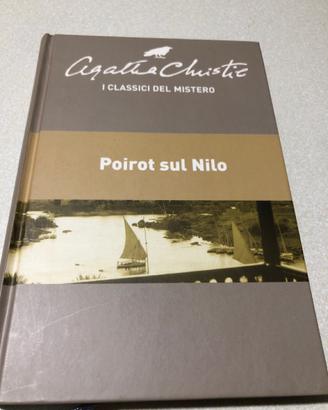 Agatha Christie
I CLASSICI DEL MISTERO
Poirot sul Nilo